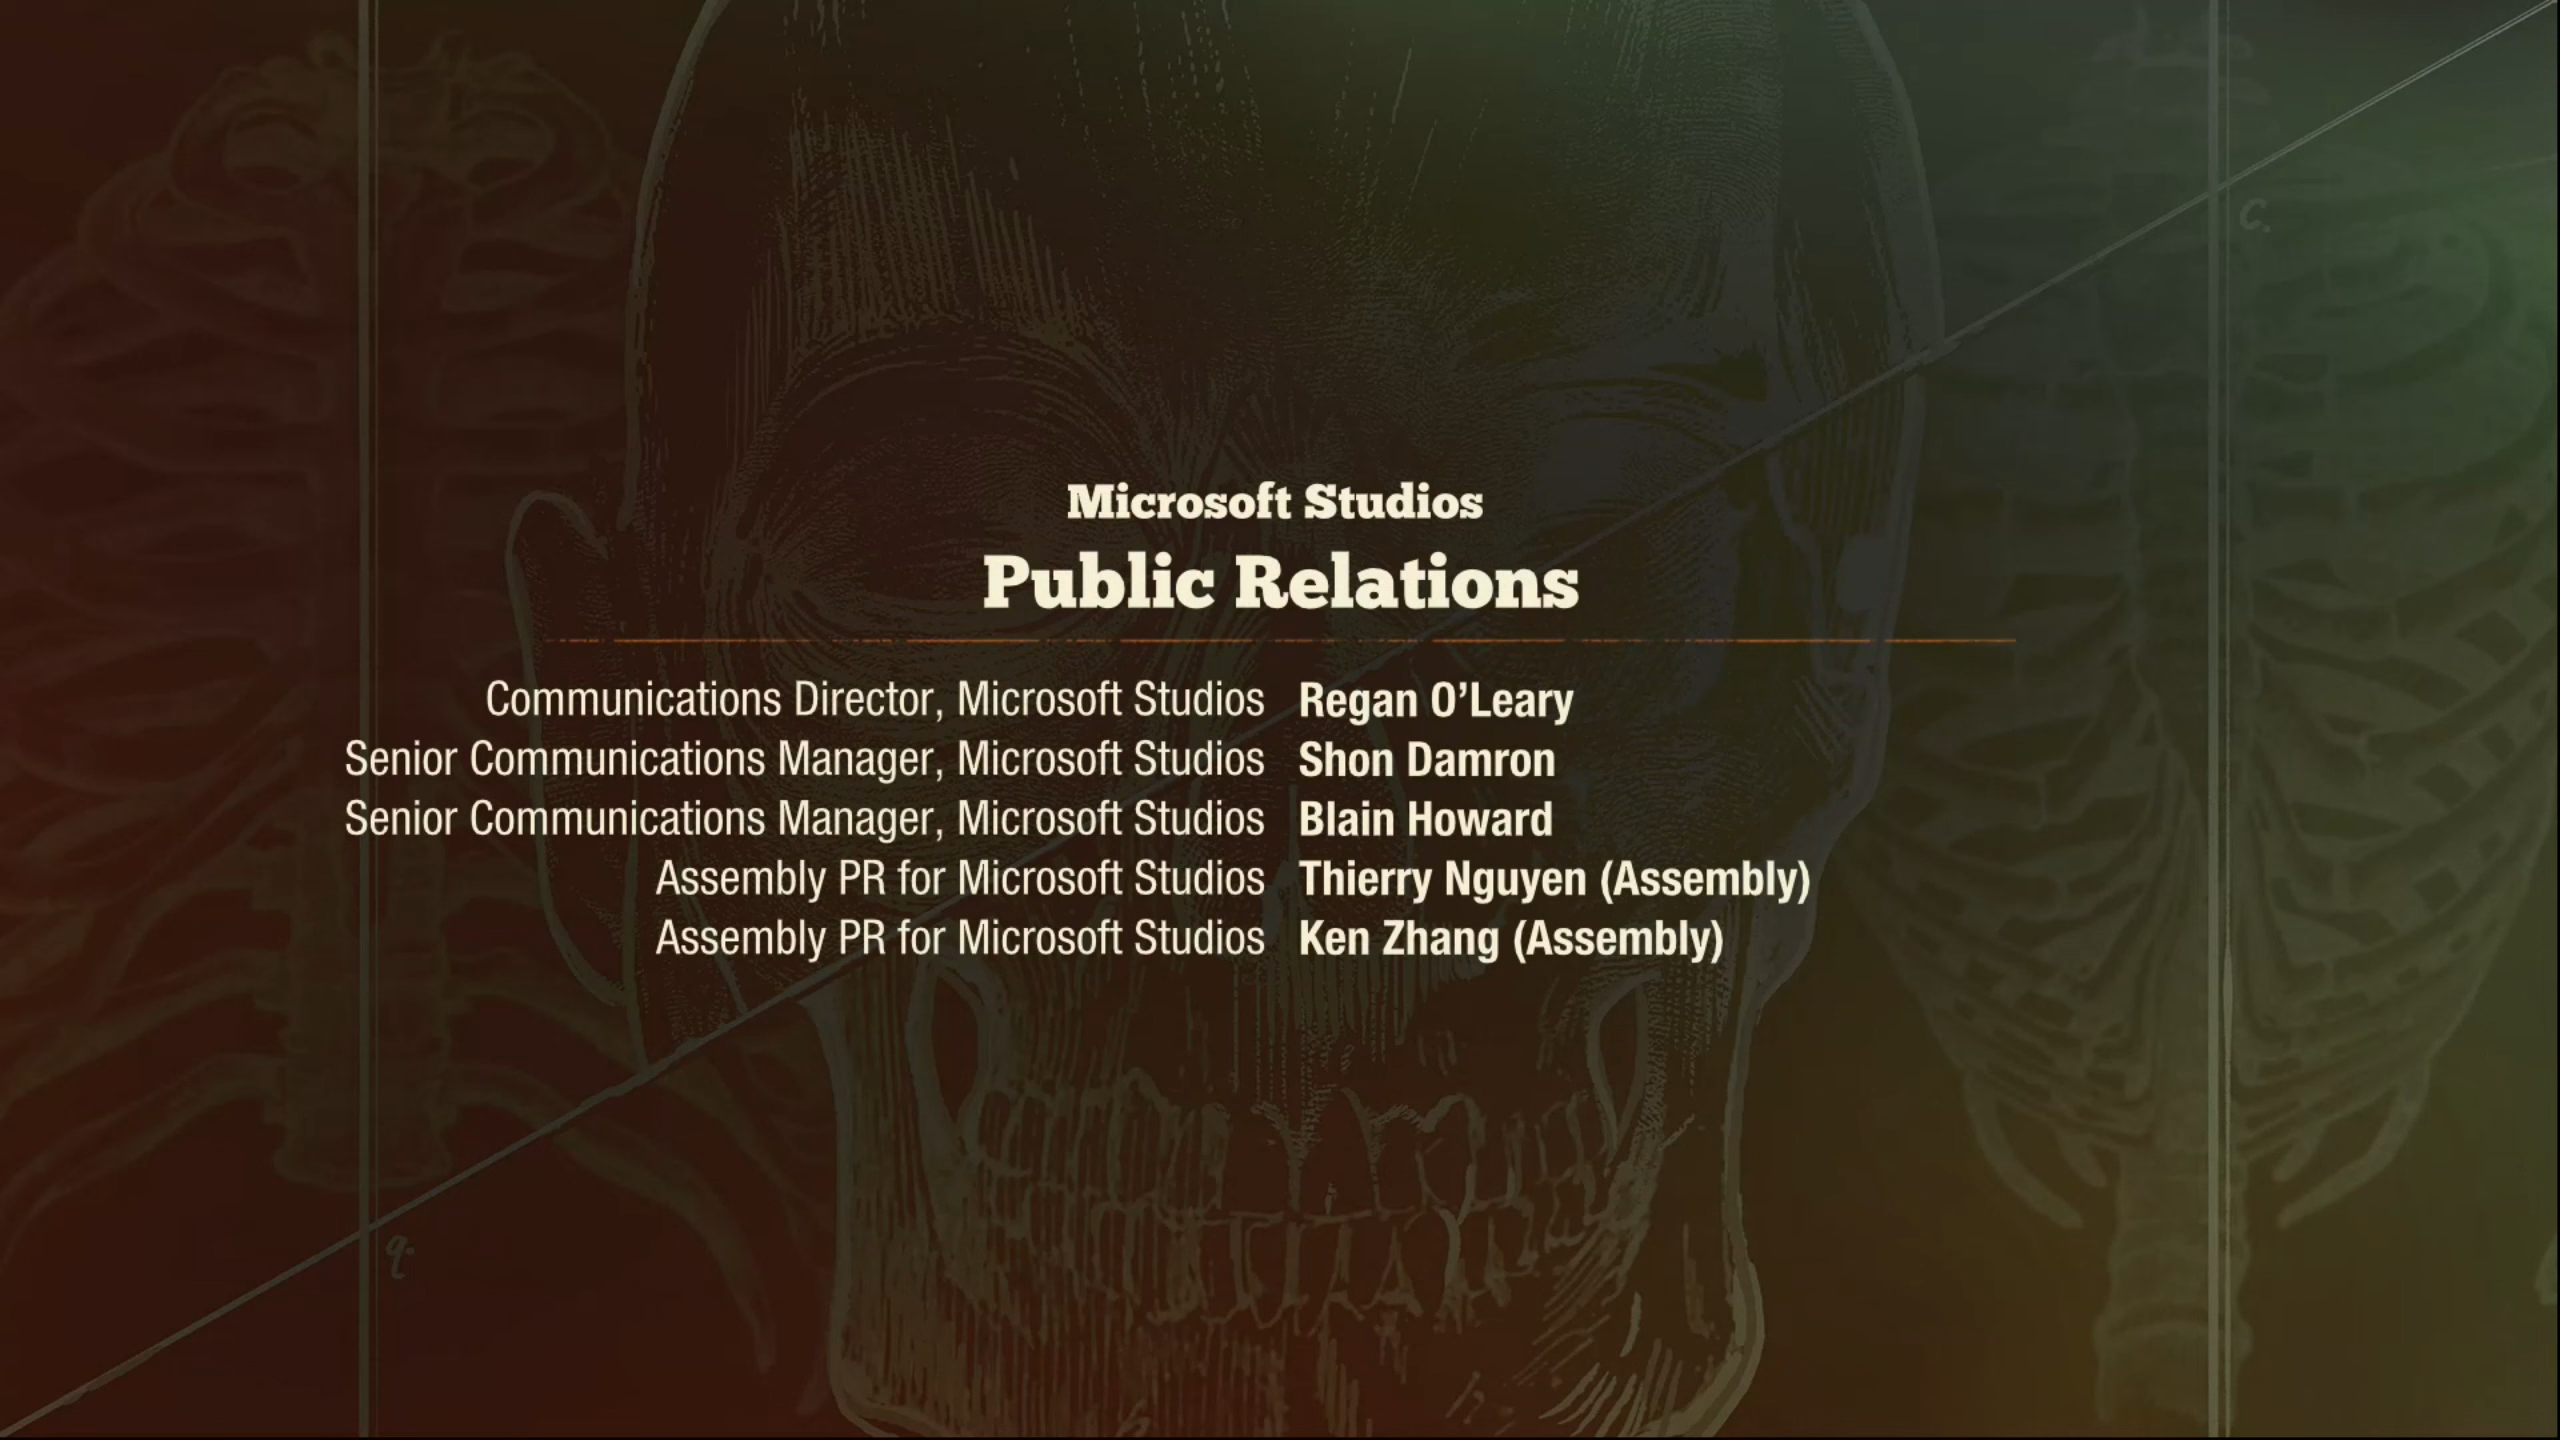 Microsoft Studios
Public Relations
Communications Director, Microsoft Studios Regan O’Leary
Senior Communications Manager, Microsoft Studios Shon Damron
Senior Communications Manager, Microsoft Studios Blain Howard
Assembly PR for Microsoft Studios Thierry Nguyen (Assembly)
Assembly PR for Microsoft Studios Ken Zhang (Assembly)
c.
q.